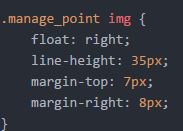 .manage_point img {
    float: right;
    line-height: 35px;
    margin-top: 7px;
    margin-right: 8px;
}